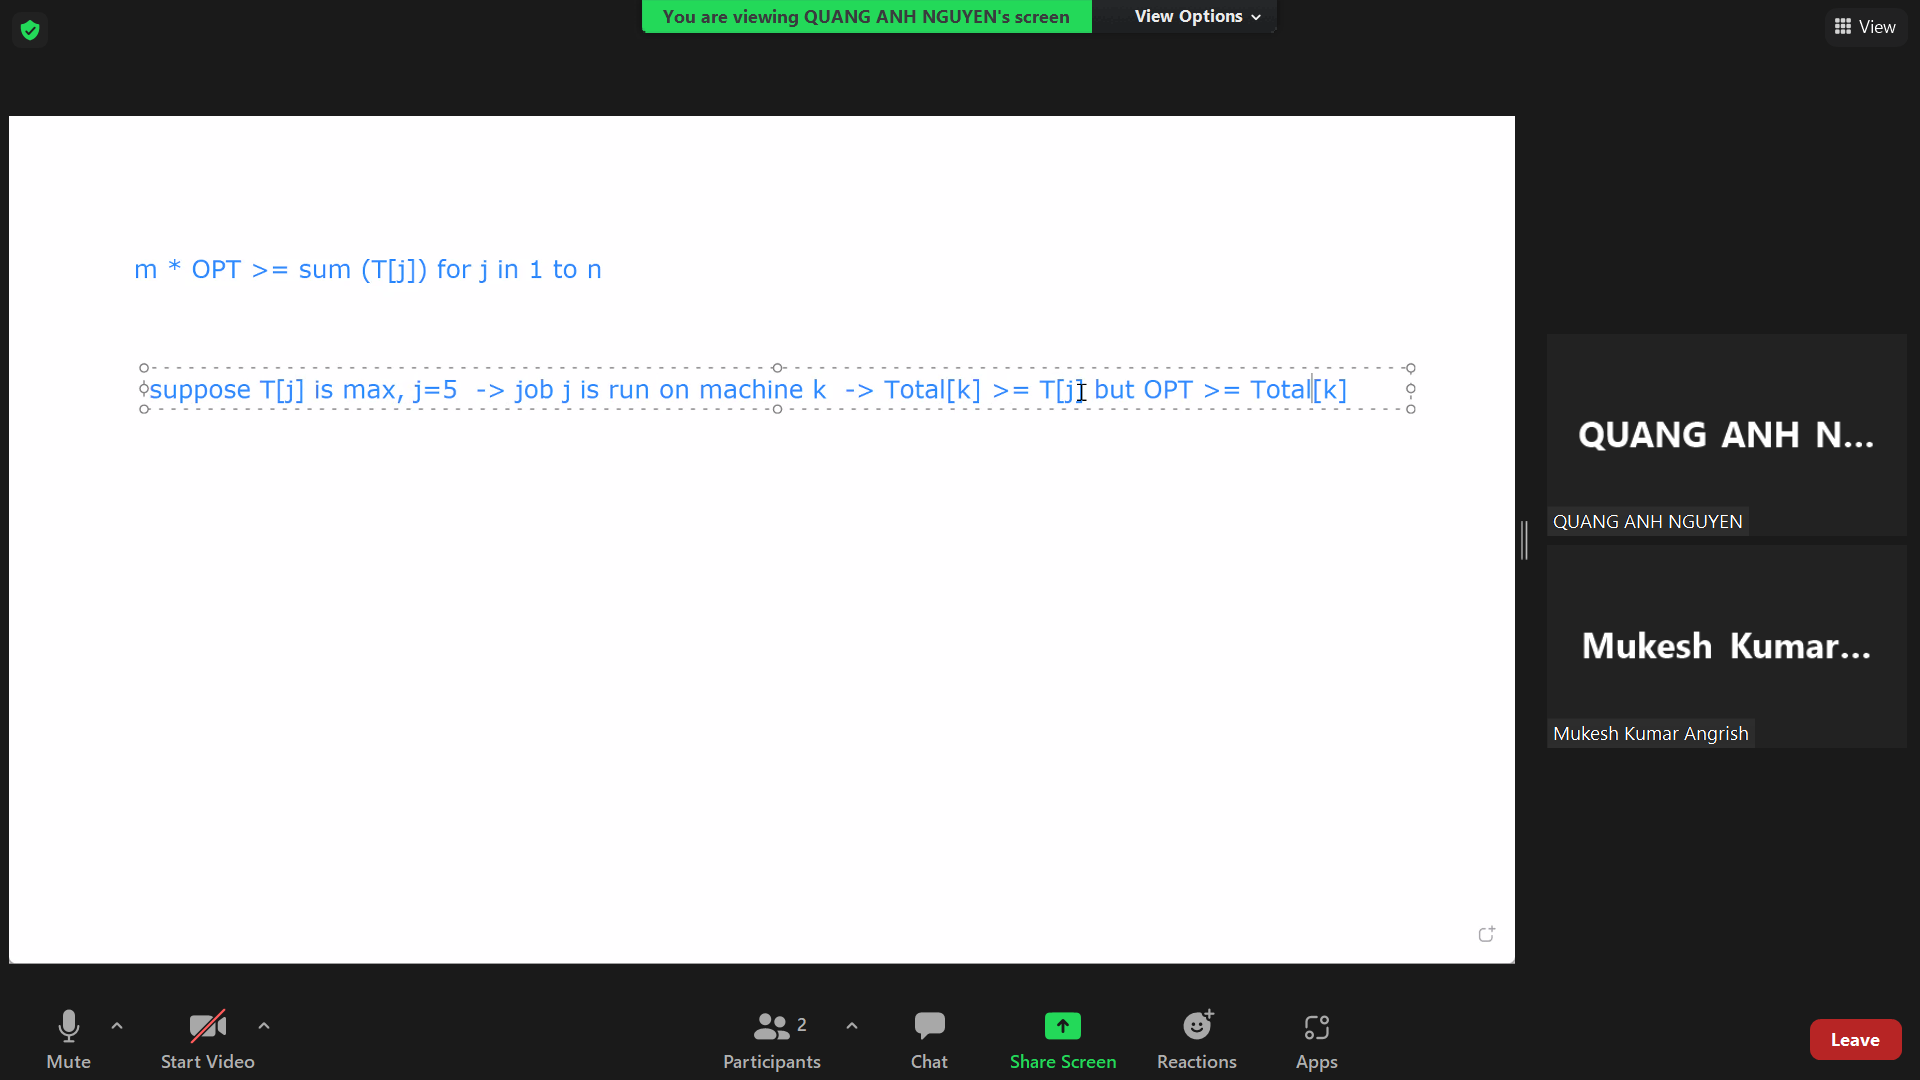 You are viewing QUANG ANH NGUYEN's screen
View Options
View
m * OPT >= sum (T[j]) for j in 1 to n
suppose T[j] is max, j=5 -> job j is run on machine k -> Total[k] >= T[j] but OPT >= Total[k]
QUANG ANH N...
QUANG ANH NGUYEN
Mukesh Kumar...
Mukesh Kumar Angrish
Mute
Start Video
2
Participants
Chat
Share Screen
Reactions
Apps
Leave